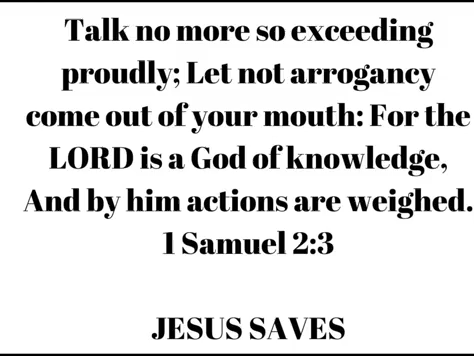 Talk no more so exceeding
proudly; Let not arrogancy
come out of your mouth: For the
LORD is a God of knowledge,
And by him actions are weighed.
1 Samuel 2:3
JESUS SAVES